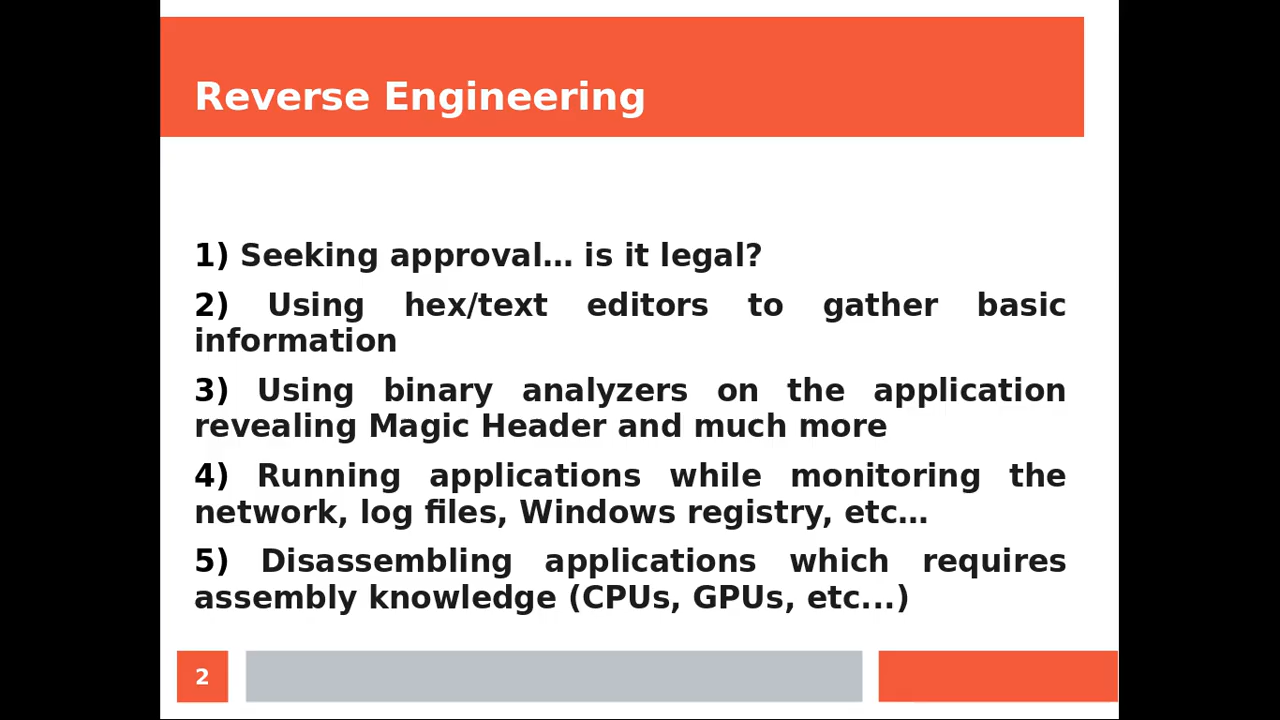 Reverse Engineering
1) Seeking approval… is it legal?
2) Using hex/text editors to gather basic
information
3) Using binary analyzers on the application
revealing Magic Header and much more
4) Running applications while monitoring the
network, log files, Windows registry, etc…
5) Disassembling applications which requires
assembly knowledge (CPUs, GPUs, etc...)
2